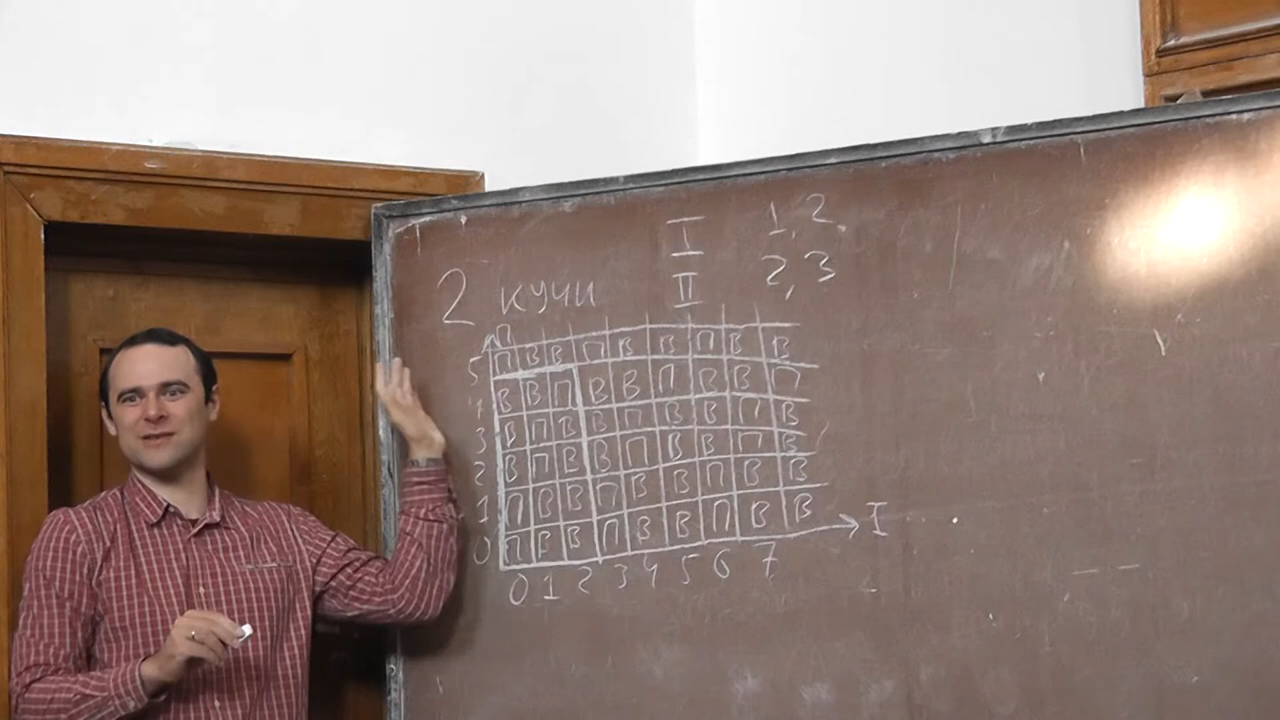 I 1, 2
2 кучи II 2, 3
II
5 П В В П В В П В В
4 В В П В В П В В П
3 В П В В П В В П В
2 В П В В П В В П В
1 П В В П В В П В В
0 П В В П В В П В В
I
0 1 2 3 4 5 6 7